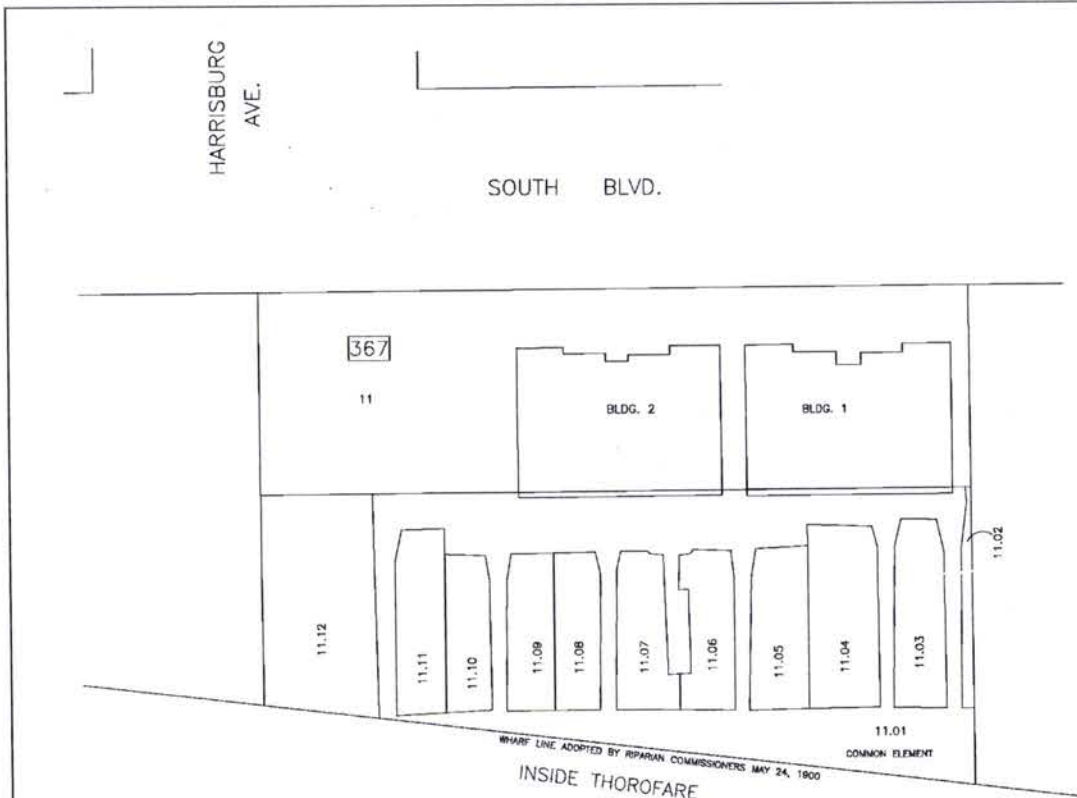 HARRISBURG
AVE.
SOUTH BLVD.
367
11
BLDG. 2
BLDG. 1
11.02
11.12
11.11
11.10
11.09
11.08
11.07
11.06
11.05
11.04
11.03
11.01
COMMON ELEMENT
WHARF LINE ADOPTED BY RIPARIAN COMMISSIONERS MAY 24, 1900
INSIDE THOROFARE